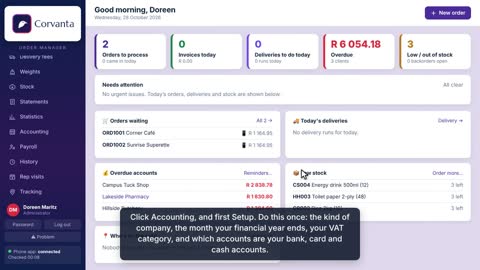 Corvanta
ORDER MANAGER
Delivery fees
Weights
Stock
Statements
Statistics
Accounting
Payroll
History
Rep visits
Tracking
DM
Doreen Maritz
Administrator
Password
Log out
Problem
Phone app: connected
Checked 00:08
Good morning, Doreen
Wednesday, 28 October 2026
+ New order
2
Orders to process
0 came in today
0
Invoices today
R 0.00
0
Deliveries to do today
0 runs today
R 6 054.18
Overdue
3 clients
3
Low / out of stock
0 backorders open
Needs attention
All clear
No urgent issues. Today's orders, deliveries and stock are shown below.
Orders waiting
All 2 →
ORD1001 Corner Café
R 1 164.95
ORD1002 Sunrise Superette
R 1 164.95
Today's deliveries
Delivery →
No delivery runs for today.
Overdue accounts
Reminders...
Campus Tuck Shop
R 2 838.78
Lakeside Pharmacy
R 1 630.80
stock
Order more...
CS004 Energy drink 500ml (12)
3 left
HH003 Toilet paper 2-ply (48)
3 left
3 left
Click Accounting, and first Setup. Do this once: the kind of
company, the month your financial year ends, your VAT
category, and which accounts are your bank, card and
cash accounts.